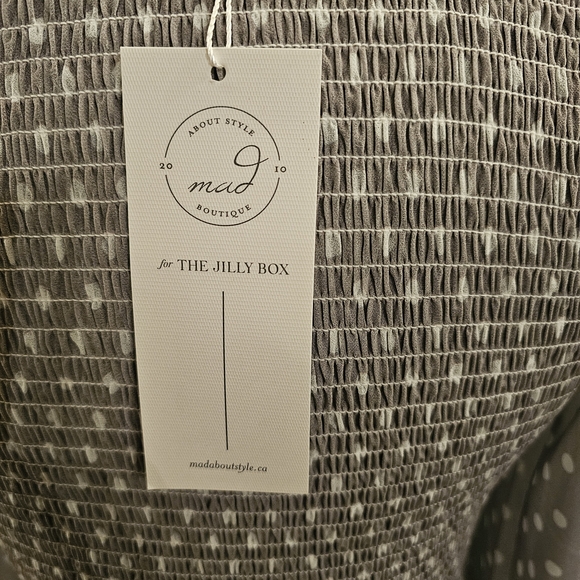 ABOUT STYLE
20 10
mad
BOUTIQUE
for THE JILLY BOX
madaboutstyle.ca